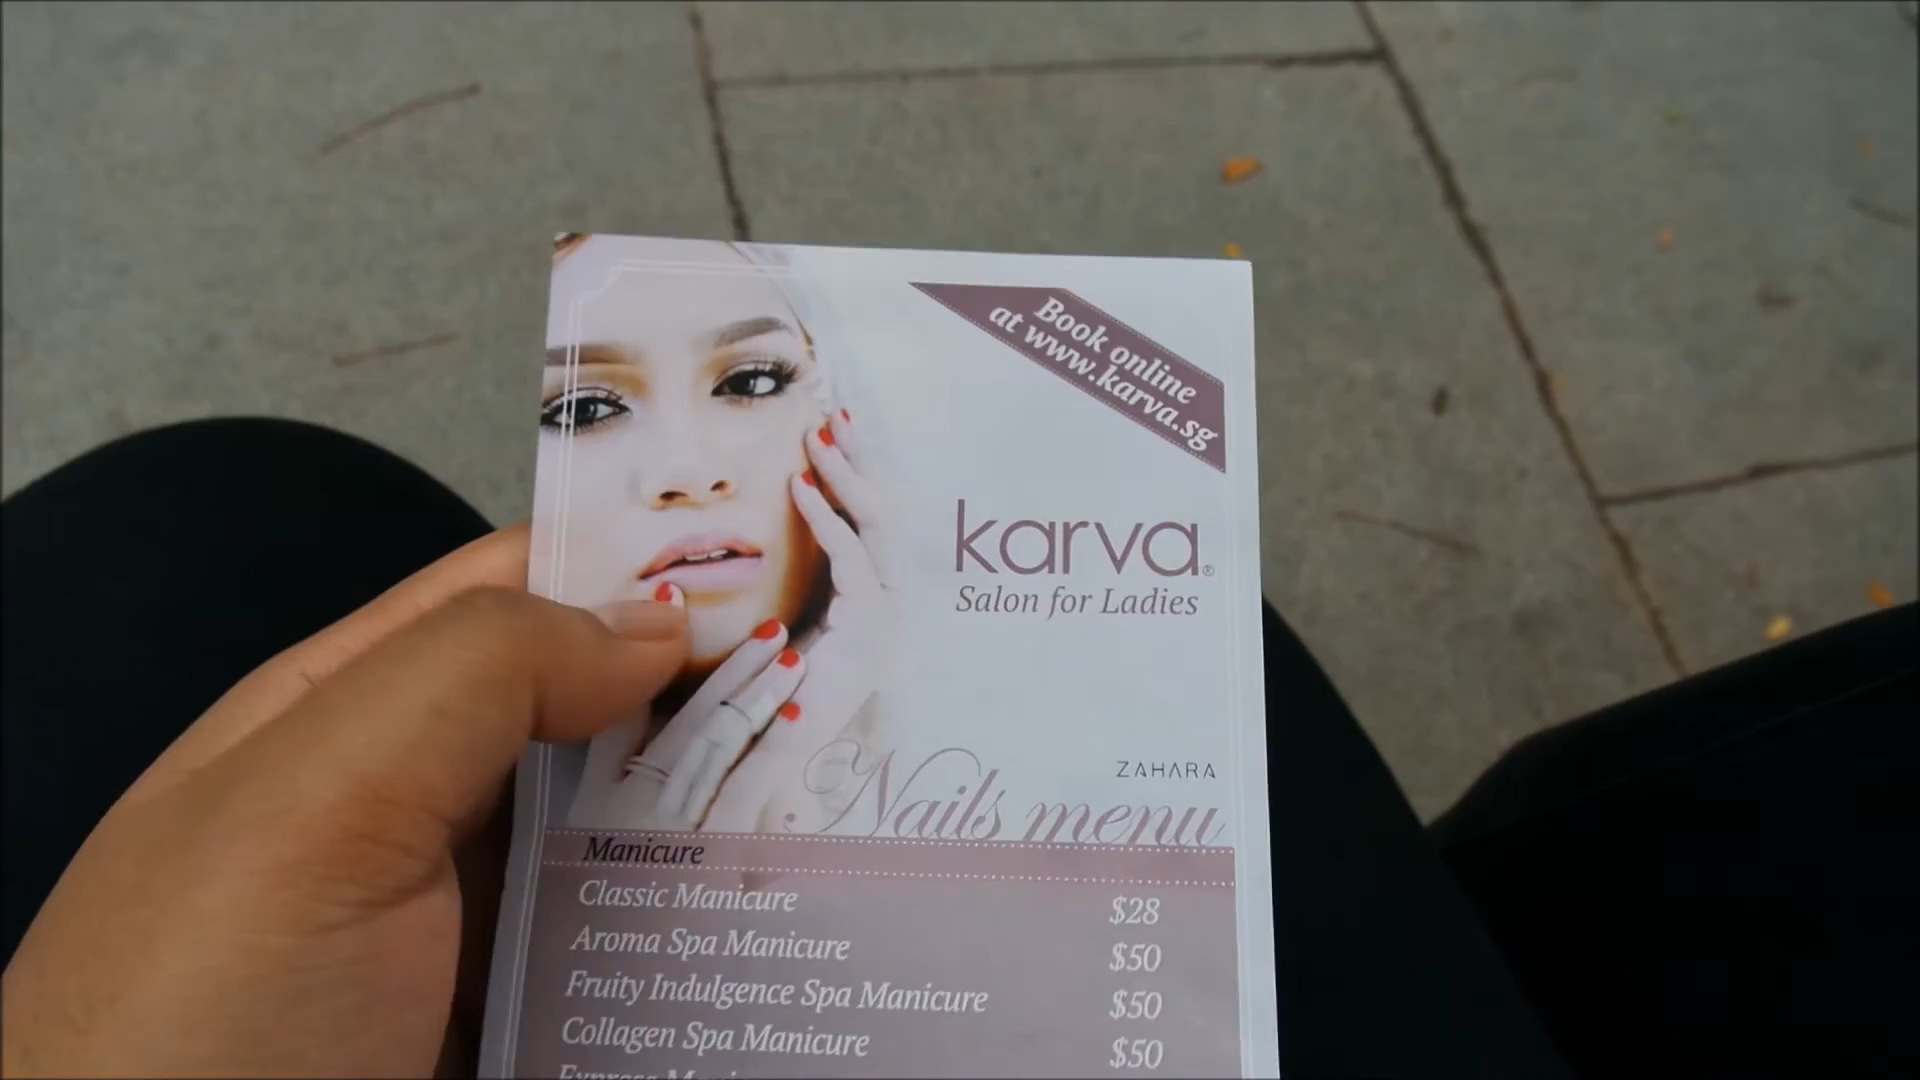 Book online
at www.karva.sg
karva®
Salon for Ladies
ZAHARA
Nails menu
Manicure
Classic Manicure $28
Aroma Spa Manicure $50
Fruity Indulgence Spa Manicure $50
Collagen Spa Manicure $50